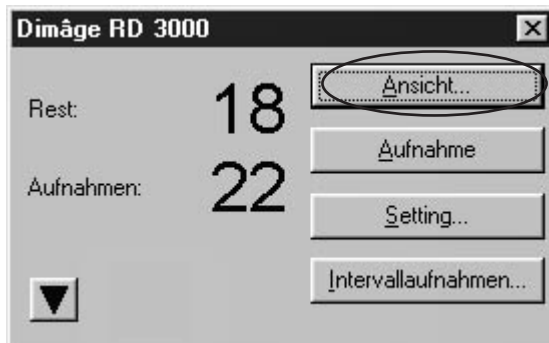 Dimâge RD 3000
Rest: 18
Aufnahmen: 22
Ansicht...
Aufnahme
Setting...
Intervallaufnahmen...